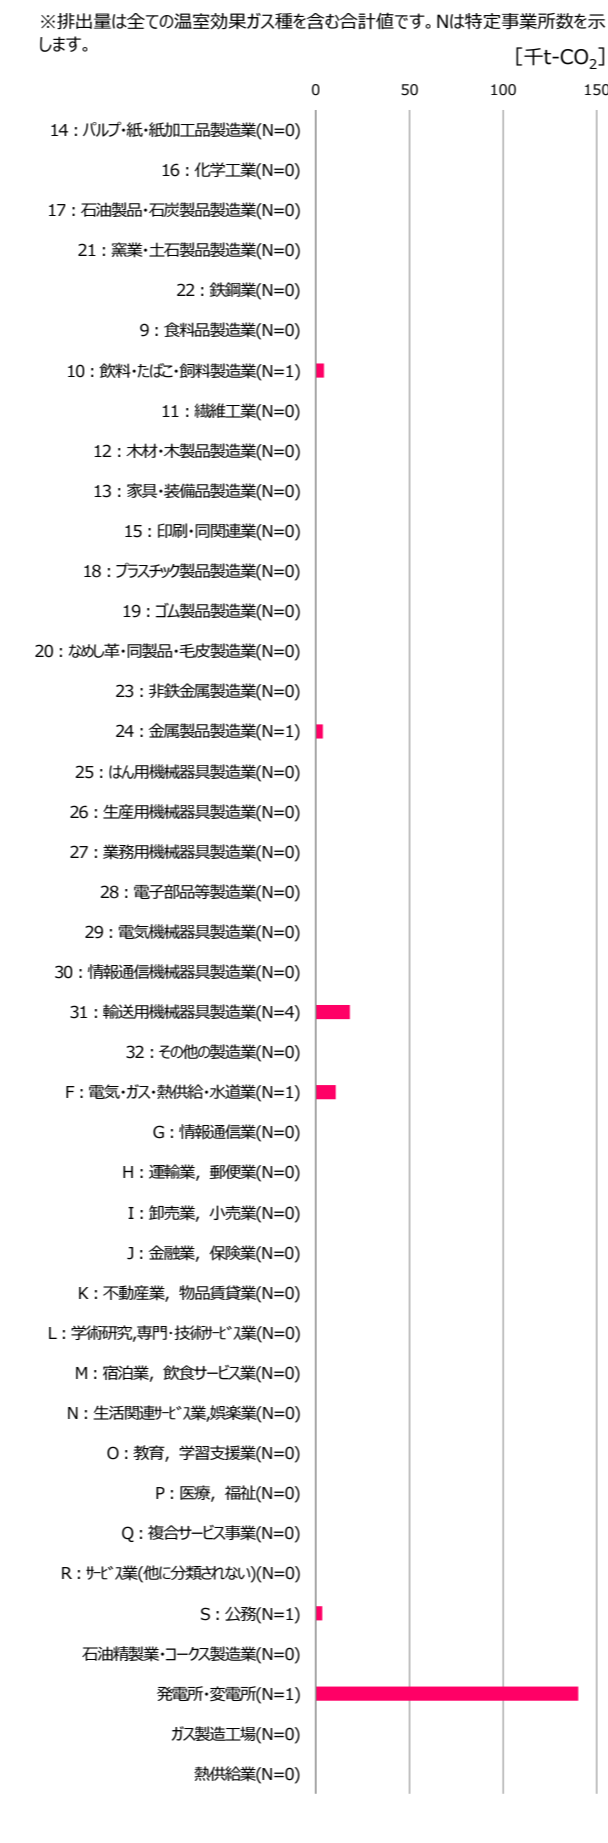 ※排出量は全ての温室効果ガス種を含む合計値です。Nは特定事業所数を示
します。
[千t-CO₂]
0 50 100 150
14：パルプ・紙・紙加工品製造業(N=0)
16：化学工業(N=0)
17：石油製品・石炭製品製造業(N=0)
21：窯業・土石製品製造業(N=0)
22：鉄鋼業(N=0)
9：食料品製造業(N=0)
10：飲料・たばこ・飼料製造業(N=1)
11：繊維工業(N=0)
12：木材・木製品製造業(N=0)
13：家具・装備品製造業(N=0)
15：印刷・同関連業(N=0)
18：プラスチック製品製造業(N=0)
19：ゴム製品製造業(N=0)
20：なめし革・同製品・毛皮製造業(N=0)
23：非鉄金属製造業(N=0)
24：金属製品製造業(N=1)
25：はん用機械器具製造業(N=0)
26：生産用機械器具製造業(N=0)
27：業務用機械器具製造業(N=0)
28：電子部品等製造業(N=0)
29：電気機械器具製造業(N=0)
30：情報通信機械器具製造業(N=0)
31：輸送用機械器具製造業(N=4)
32：その他の製造業(N=0)
F：電気・ガス・熱供給・水道業(N=1)
G：情報通信業(N=0)
H：運輸業，郵便業(N=0)
I：卸売業，小売業(N=0)
J：金融業，保険業(N=0)
K：不動産業，物品賃貸業(N=0)
L：学術研究,専門・技術ｻｰﾋﾞｽ業(N=0)
M：宿泊業，飲食サービス業(N=0)
N：生活関連ｻｰﾋﾞｽ業,娯楽業(N=0)
O：教育，学習支援業(N=0)
P：医療，福祉(N=0)
Q：複合サービス事業(N=0)
R：ｻｰﾋﾞｽ業(他に分類されない)(N=0)
S：公務(N=1)
石油精製業・コークス製造業(N=0)
発電所・変電所(N=1)
ガス製造工場(N=0)
熱供給業(N=0)